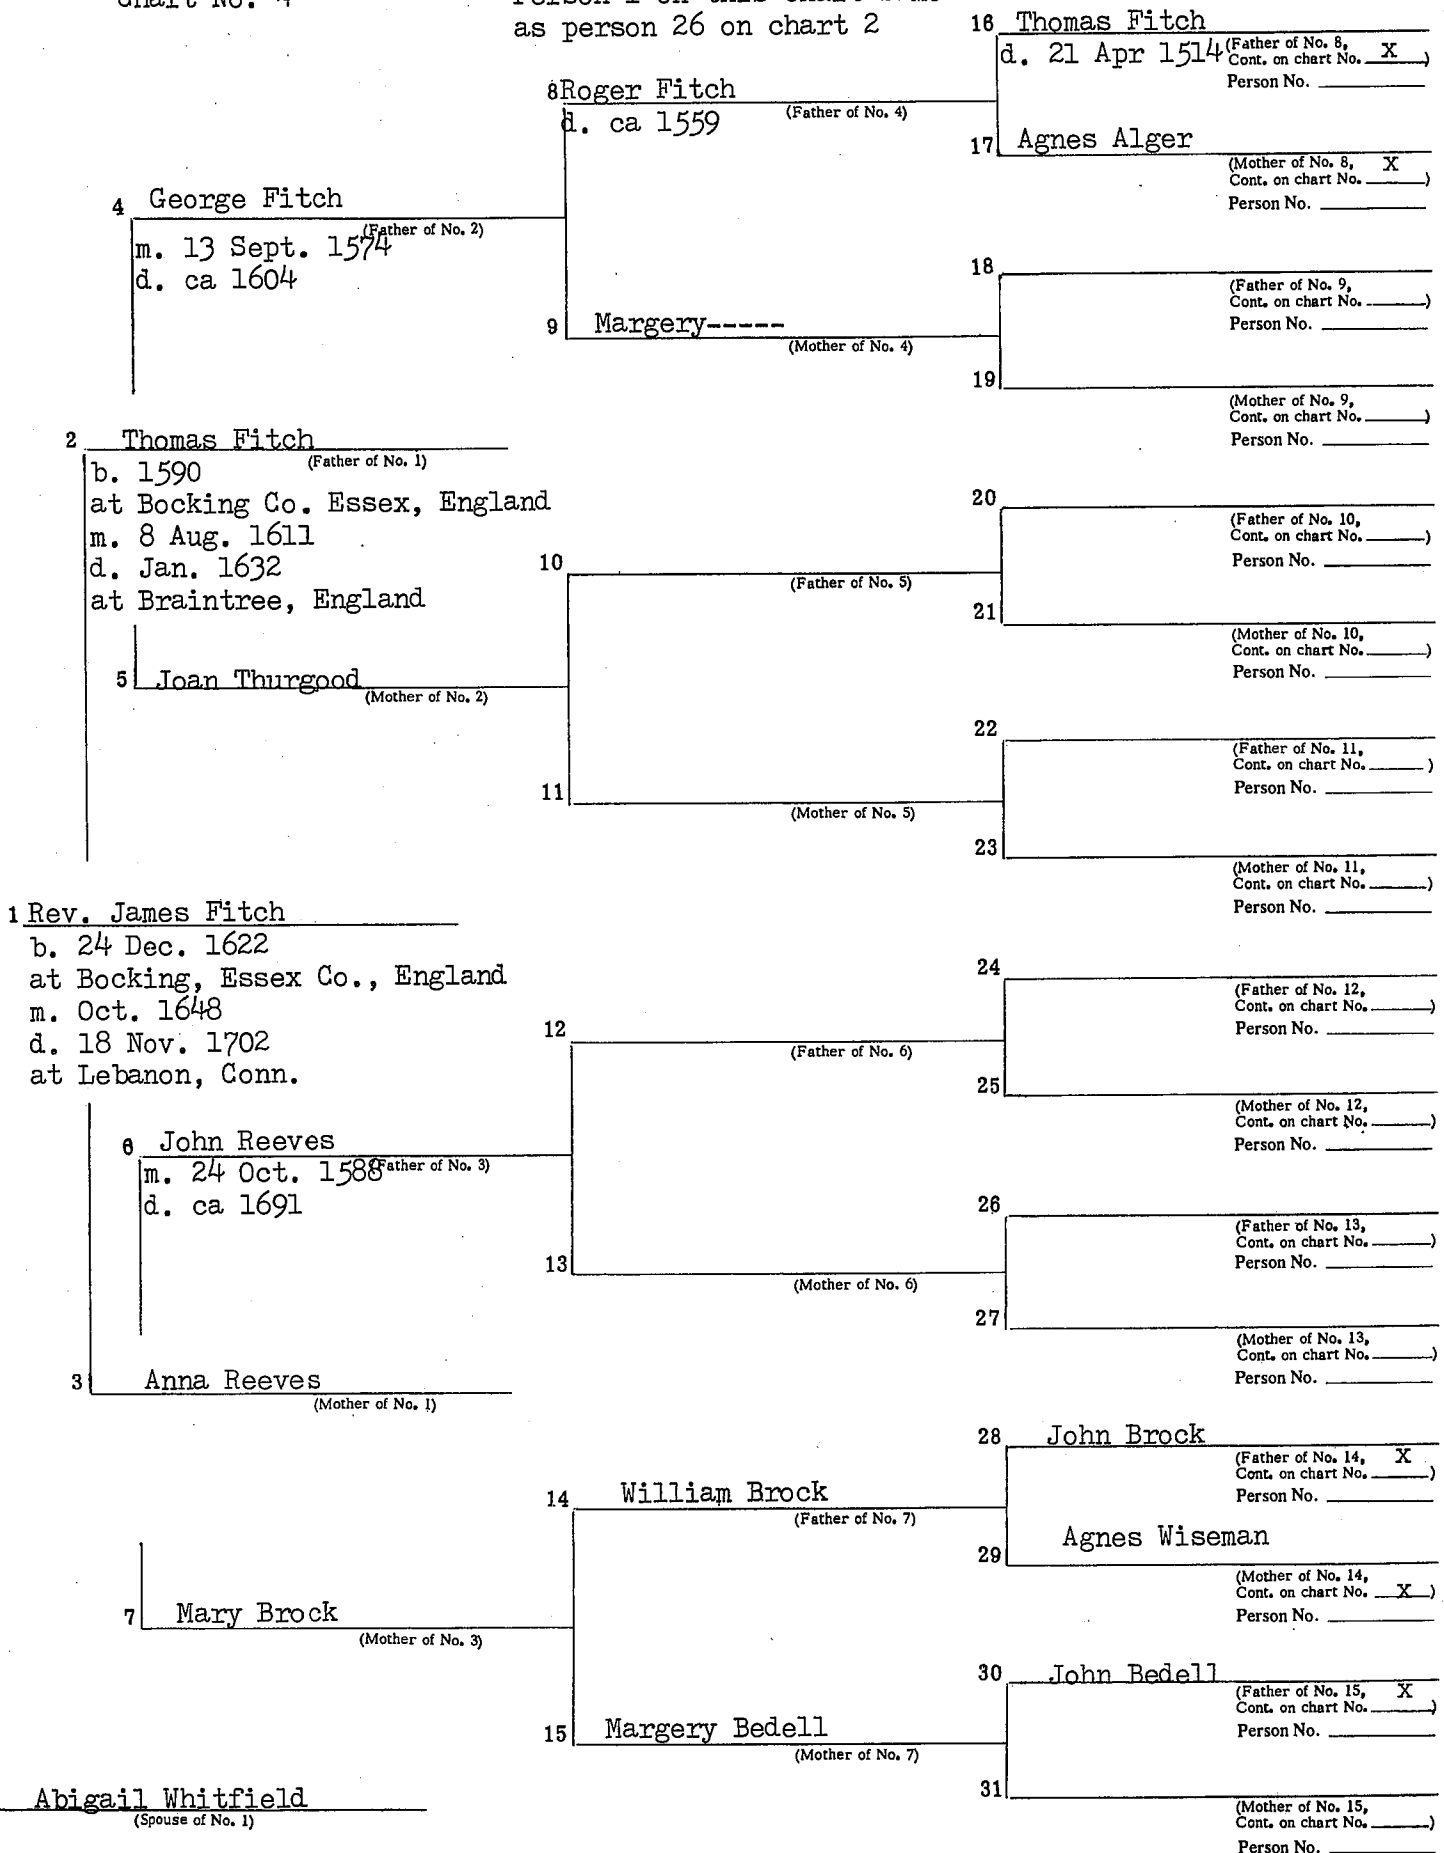 Chart No. 4
Person 1 on this chart same
as person 26 on chart 2
16 Thomas Fitch
d. 21 Apr 1514 (Father of No. 8,
Cont. on chart No. X)
Person No.
8 Roger Fitch
(Father of No. 4)
d. ca 1559
17 Agnes Alger
(Mother of No. 8,
Cont. on chart No. X)
Person No.
4 George Fitch
(Father of No. 2)
m. 13 Sept. 1574
d. ca 1604
18
(Father of No. 9,
Cont. on chart No.)
Person No.
9 Margery-----
(Mother of No. 4)
19
(Mother of No. 9,
Cont. on chart No.)
Person No.
2 Thomas Fitch
(Father of No. 1)
b. 1590
at Bocking Co. Essex, England
m. 8 Aug. 1611
d. Jan. 1632
at Braintree, England
20
(Father of No. 10,
Cont. on chart No.)
Person No.
10
(Father of No. 5)
21
(Mother of No. 10,
Cont. on chart No.)
Person No.
5 Joan Thurgood
(Mother of No. 2)
22
(Father of No. 11,
Cont. on chart No.)
Person No.
11
(Mother of No. 5)
23
(Mother of No. 11,
Cont. on chart No.)
Person No.
1 Rev. James Fitch
b. 24 Dec. 1622
at Bocking, Essex Co., England
m. Oct. 1648
d. 18 Nov. 1702
at Lebanon, Conn.
24
(Father of No. 12,
Cont. on chart No.)
Person No.
12
(Father of No. 6)
25
(Mother of No. 12,
Cont. on chart No.)
Person No.
6 John Reeves
(Father of No. 3)
m. 24 Oct. 1588
d. ca 1691
26
(Father of No. 13,
Cont. on chart No.)
Person No.
13
(Mother of No. 6)
27
(Mother of No. 13,
Cont. on chart No.)
Person No.
3 Anna Reeves
(Mother of No. 1)
28 John Brock
(Father of No. 14, X
Cont. on chart No.)
Person No.
14 William Brock
(Father of No. 7)
29 Agnes Wiseman
(Mother of No. 14,
Cont. on chart No. X)
Person No.
7 Mary Brock
(Mother of No. 3)
30 John Bedell
(Father of No. 15, X
Cont. on chart No.)
Person No.
15 Margery Bedell
(Mother of No. 7)
31
(Mother of No. 15,
Cont. on chart No.)
Person No.
Abigail Whitfield
(Spouse of No. 1)